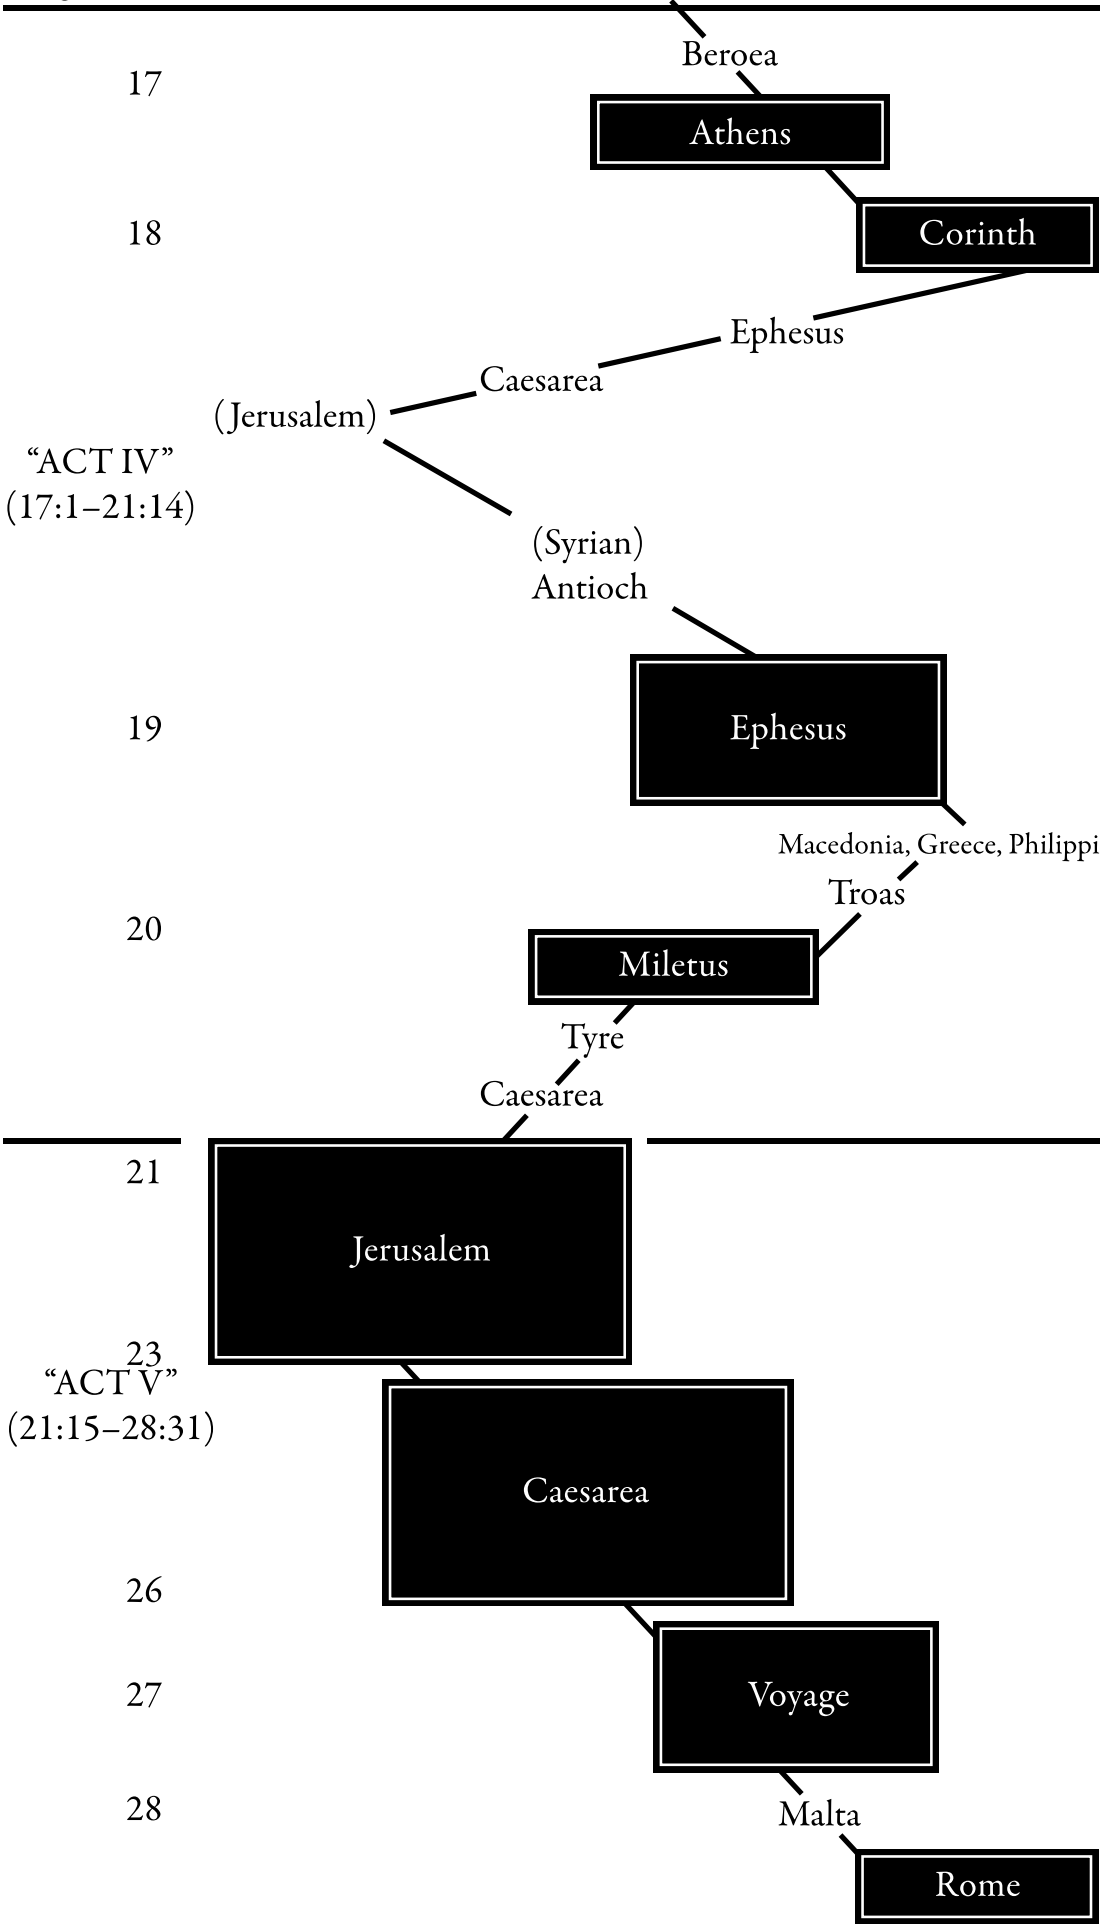 Beroea
17
Athens
18
Corinth
Ephesus
Caesarea
(Jerusalem)
“ACT IV”
(17:1–21:14)
(Syrian)
Antioch
19
Ephesus
Macedonia, Greece, Philippi
Troas
20
Miletus
Tyre
Caesarea
21
Jerusalem
23
“ACT V”
(21:15–28:31)
Caesarea
26
27
Voyage
28
Malta
Rome